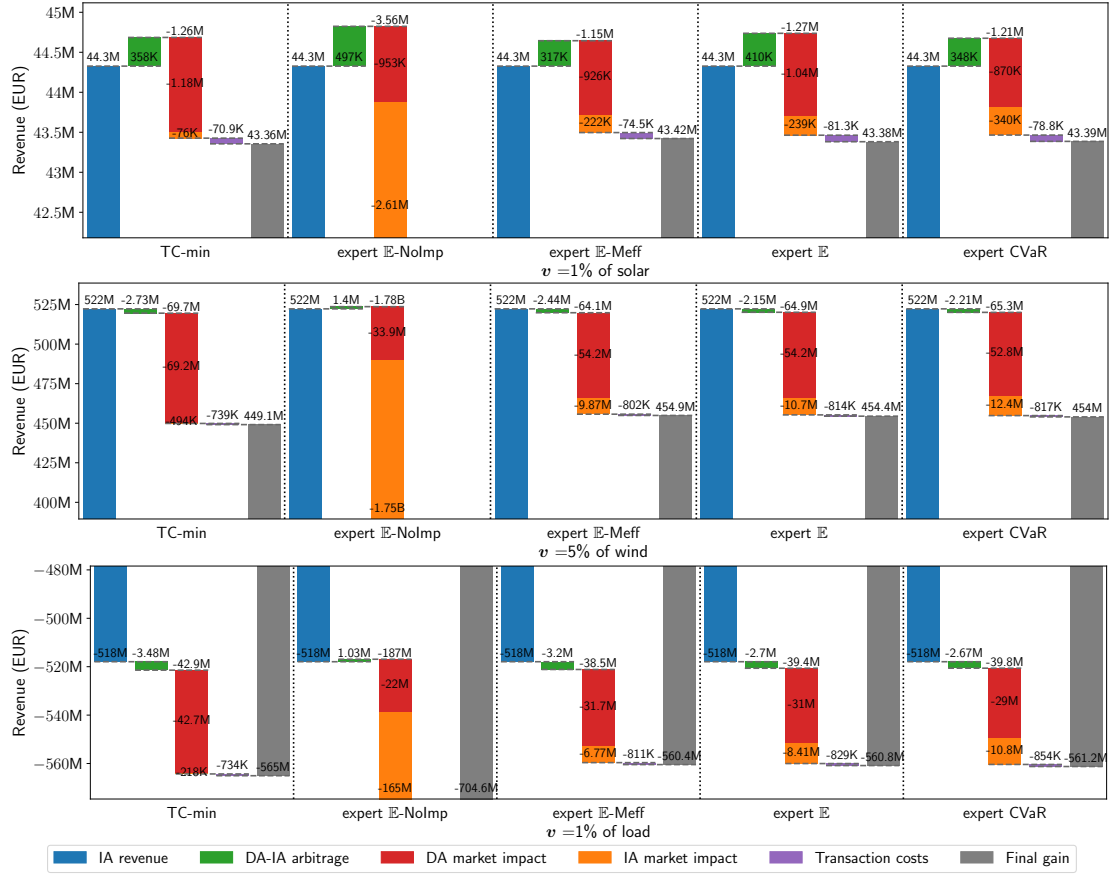 45M
44.5M
44M
43.5M
43M
42.5M
Revenue (EUR)
44.3M 358K -1.26M -1.18M -76K -70.9K 43.36M
44.3M 497K -3.56M -953K -2.61M
44.3M 317K -1.15M -926K -222K -74.5K 43.42M
44.3M 410K -1.27M -1.04M -239K -81.3K 43.38M
44.3M 348K -1.21M -870K -340K -78.8K 43.39M
TC-min expert 𝔼-NoImp expert 𝔼-Meff expert 𝔼 expert CVaR
v =1% of solar
525M
500M
475M
450M
425M
400M
Revenue (EUR)
522M -2.73M -69.7M -69.2M -494K -739K 449.1M
522M 1.4M -1.78B -33.9M -1.75B
522M -2.44M -64.1M -54.2M -9.87M -802K 454.9M
522M -2.15M -64.9M -54.2M -10.7M -814K 454.4M
522M -2.21M -65.3M -52.8M -12.4M -817K 454M
TC-min expert 𝔼-NoImp expert 𝔼-Meff expert 𝔼 expert CVaR
v =5% of wind
−480M
−500M
−520M
−540M
−560M
Revenue (EUR)
-518M -3.48M -42.9M -42.7M -218K -734K -565M
-518M 1.03M -187M -22M -165M -704.6M
-518M -3.2M -38.5M -31.7M -6.77M -811K -560.4M
-518M -2.7M -39.4M -31M -8.41M -829K -560.8M
-518M -2.67M -39.8M -29M -10.8M -854K -561.2M
TC-min expert 𝔼-NoImp expert 𝔼-Meff expert 𝔼 expert CVaR
v =1% of load
IA revenue DA-IA arbitrage DA market impact IA market impact Transaction costs Final gain